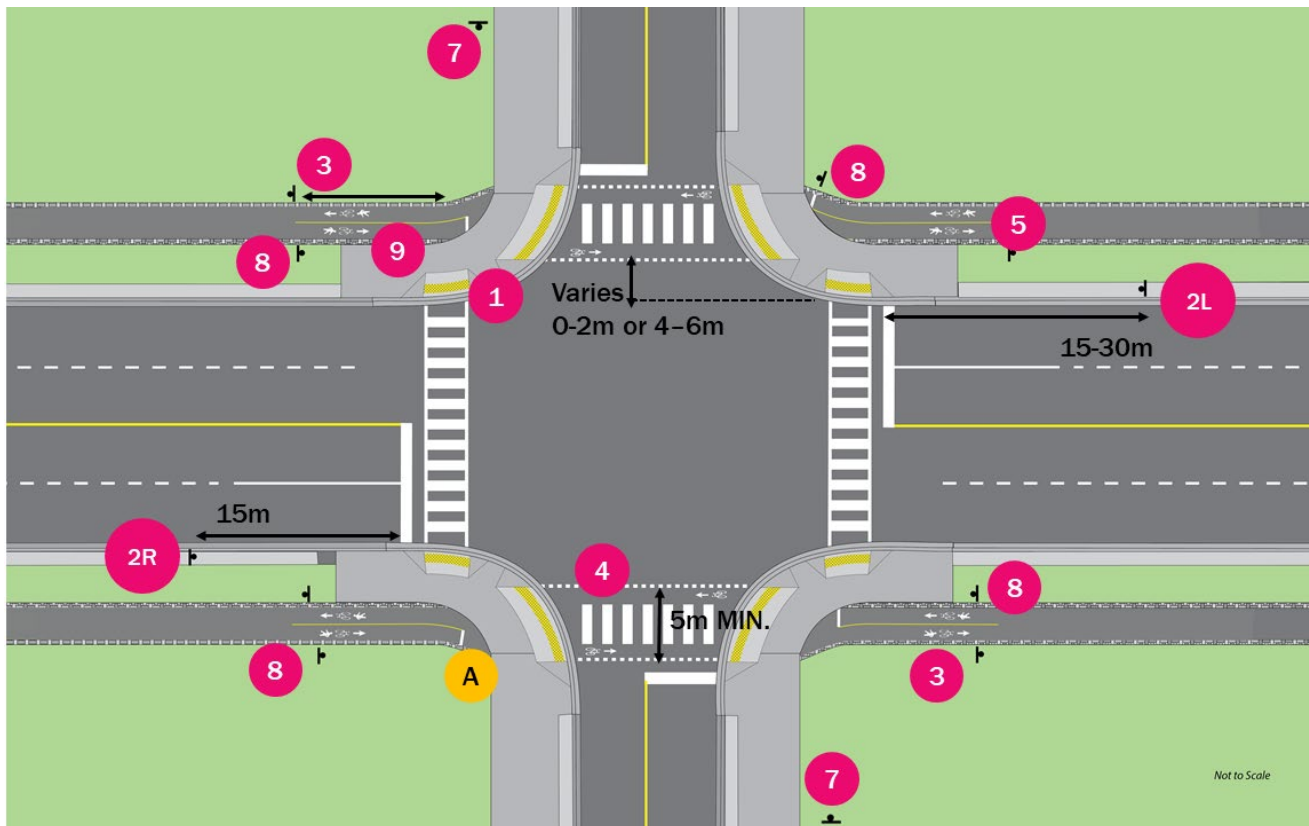 7
3
8
8
9
5
1
Varies
0-2m or 4–6m
2L
15-30m
15m
2R
4
5m MIN.
8
8
A
3
7
Not to Scale